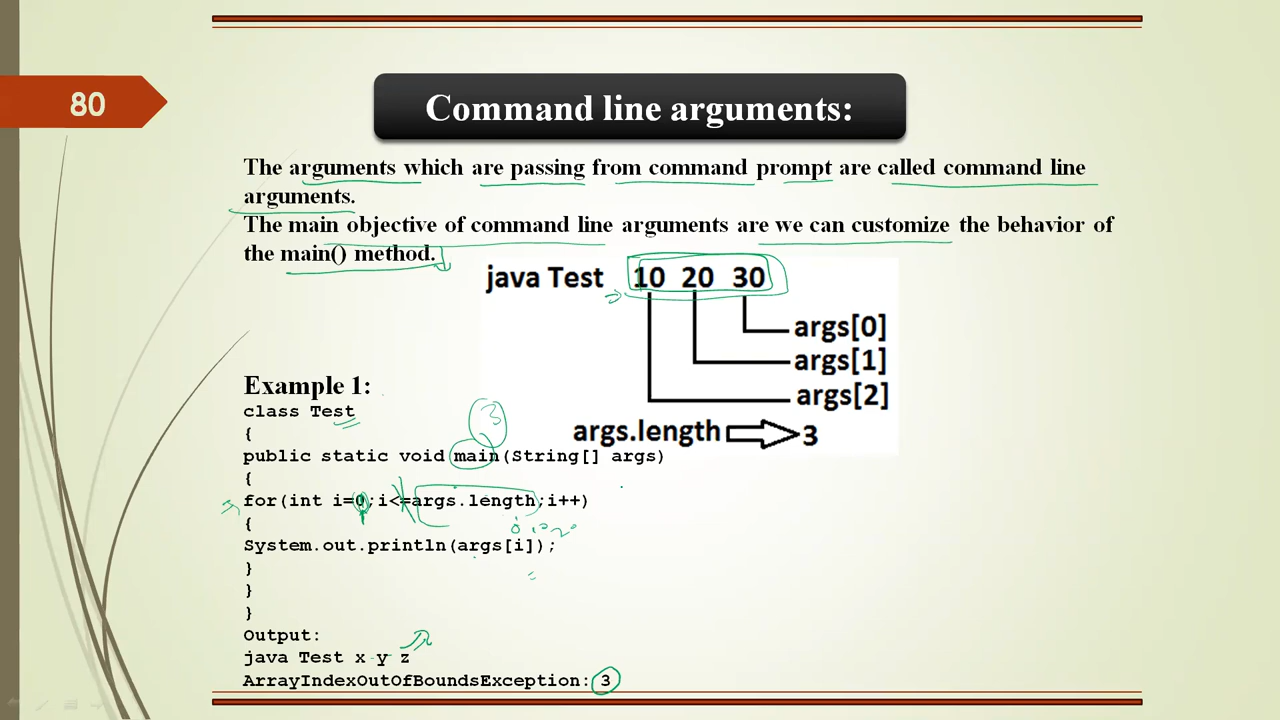 80
Command line arguments:
The arguments which are passing from command prompt are called command line
arguments.
The main objective of command line arguments are we can customize the behavior of
the main() method.
java Test 10 20 30
args[0]
args[1]
args[2]
args.length 3
Example 1:
class Test
{
3
public static void main(String[] args)
{
for(int i=0;i<=args.length;i++)
{
System.out.println(args[i]);
}
}
}
Output:
java Test x y z
ArrayIndexOutOfBoundsException: 3